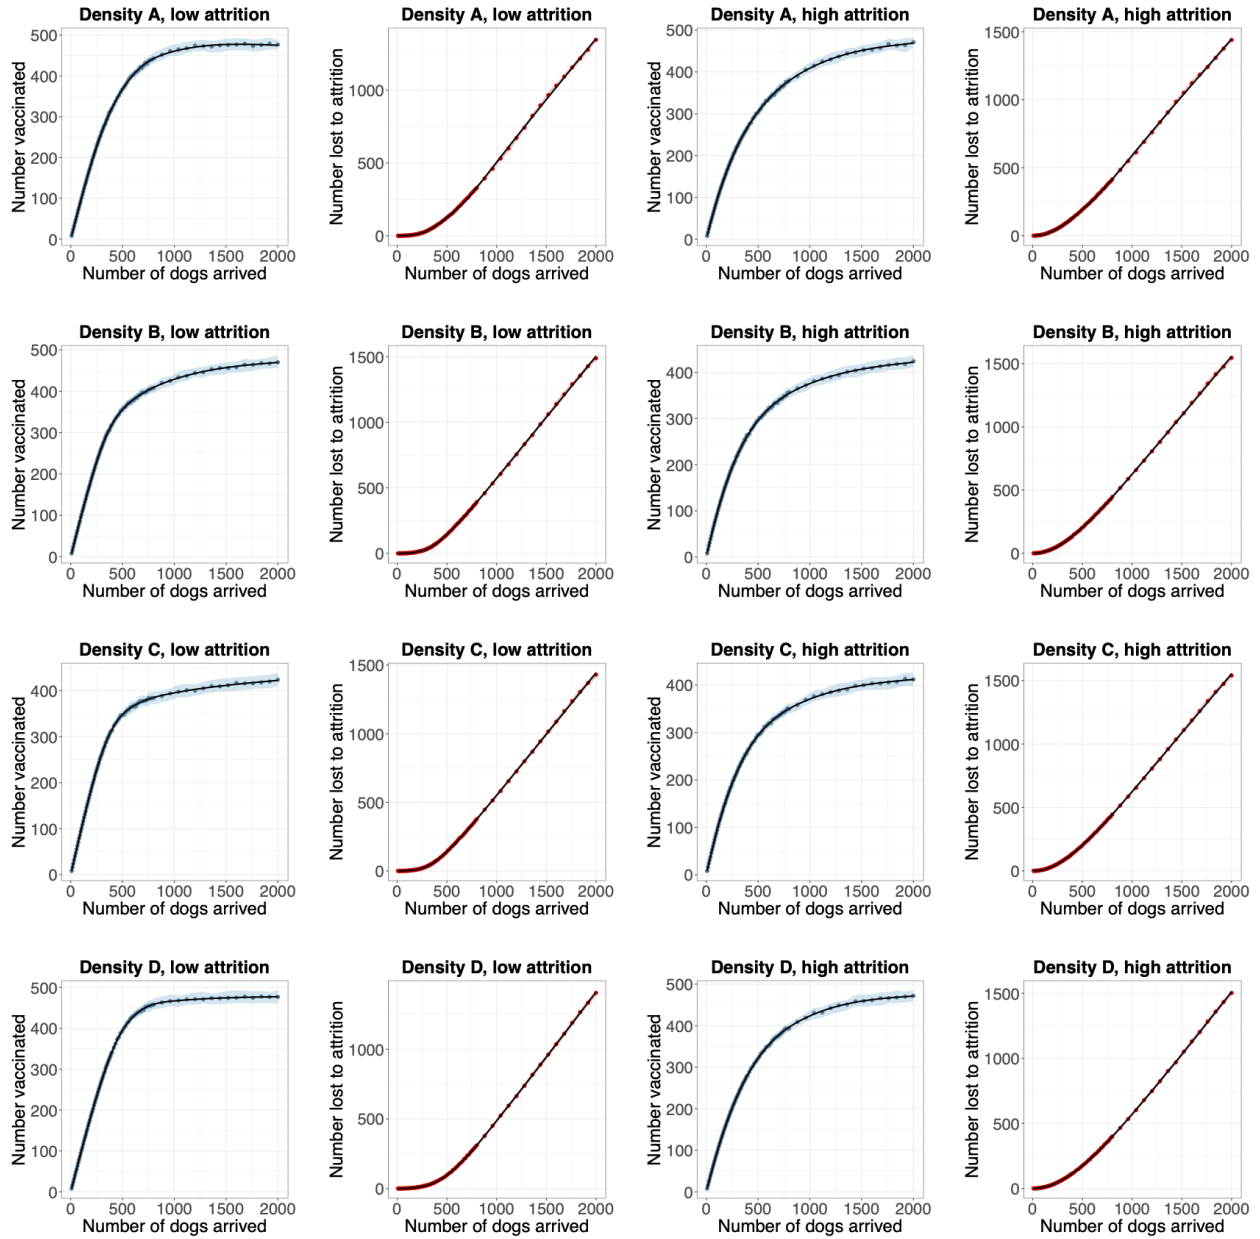 Density A, low attrition
Number vaccinated
500
400
300
200
100
0
0 500 1000 1500 2000
Number of dogs arrived
Density A, low attrition
Number lost to attrition
1000
500
0
0 500 1000 1500 2000
Number of dogs arrived
Density A, high attrition
Number vaccinated
500
400
300
200
100
0
0 500 1000 1500 2000
Number of dogs arrived
Density A, high attrition
Number lost to attrition
1500
1000
500
0
0 500 1000 1500 2000
Number of dogs arrived
Density B, low attrition
Number vaccinated
500
400
300
200
100
0
0 500 1000 1500 2000
Number of dogs arrived
Density B, low attrition
Number lost to attrition
1500
1000
500
0
0 500 1000 1500 2000
Number of dogs arrived
Density B, high attrition
Number vaccinated
400
300
200
100
0
0 500 1000 1500 2000
Number of dogs arrived
Density B, high attrition
Number lost to attrition
1500
1000
500
0
0 500 1000 1500 2000
Number of dogs arrived
Density C, low attrition
Number vaccinated
400
300
200
100
0
0 500 1000 1500 2000
Number of dogs arrived
Density C, low attrition
Number lost to attrition
1500
1000
500
0
0 500 1000 1500 2000
Number of dogs arrived
Density C, high attrition
Number vaccinated
400
300
200
100
0
0 500 1000 1500 2000
Number of dogs arrived
Density C, high attrition
Number lost to attrition
1500
1000
500
0
0 500 1000 1500 2000
Number of dogs arrived
Density D, low attrition
Number vaccinated
500
400
300
200
100
0
0 500 1000 1500 2000
Number of dogs arrived
Density D, low attrition
Number lost to attrition
1000
500
0
0 500 1000 1500 2000
Number of dogs arrived
Density D, high attrition
Number vaccinated
500
400
300
200
100
0
0 500 1000 1500 2000
Number of dogs arrived
Density D, high attrition
Number lost to attrition
1500
1000
500
0
0 500 1000 1500 2000
Number of dogs arrived